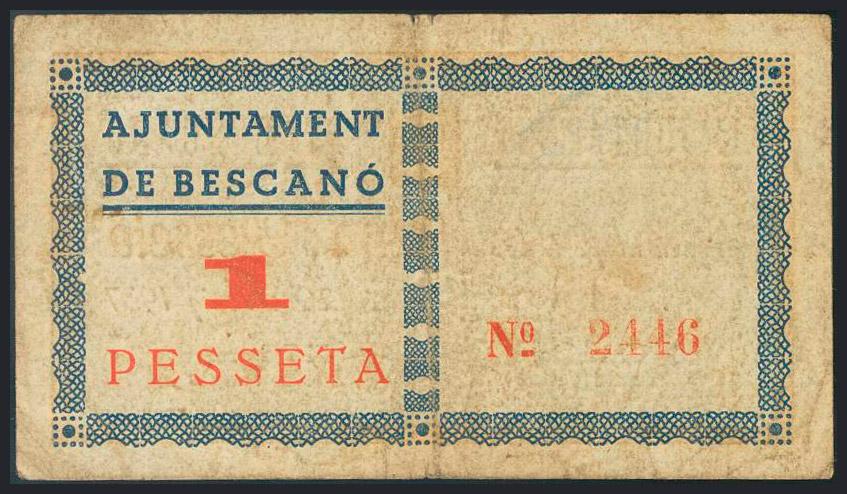 AJUNTAMENT
DE BESCANÓ
1
PESSETA
Nº 2446